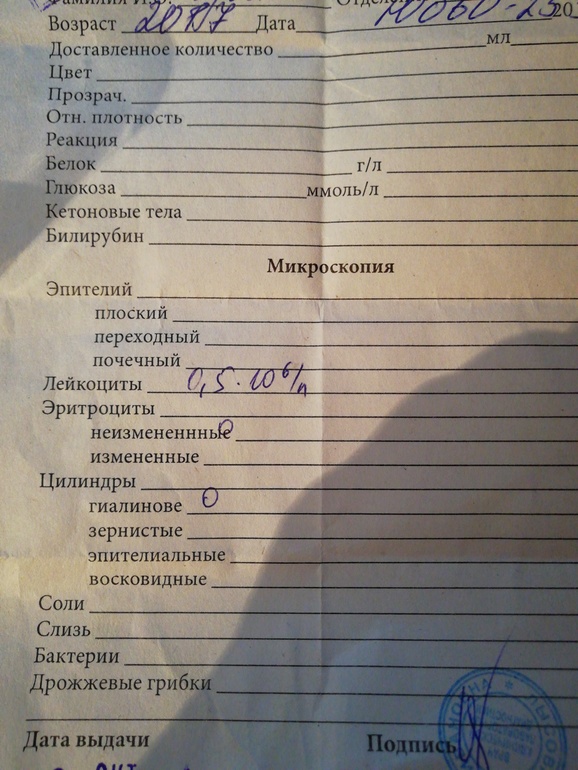 Возраст 2017 Дата 20
Доставленное количество мл
Цвет
Прозрач.
Отн. плотность
Реакция
Белок г/л
Глюкоза ммоль/л
Кетоновые тела
Билирубин
Микроскопия
Эпителий
плоский
переходный
почечный
Лейкоциты 0,5·10⁶/л
Эритроциты
неизмененнные 0
измененные
Цилиндры
гиалинове 0
зернистые
эпителиальные
восковидные
Соли
Слизь
Бактерии
Дрожжевые грибки
Дата выдачи Подпись